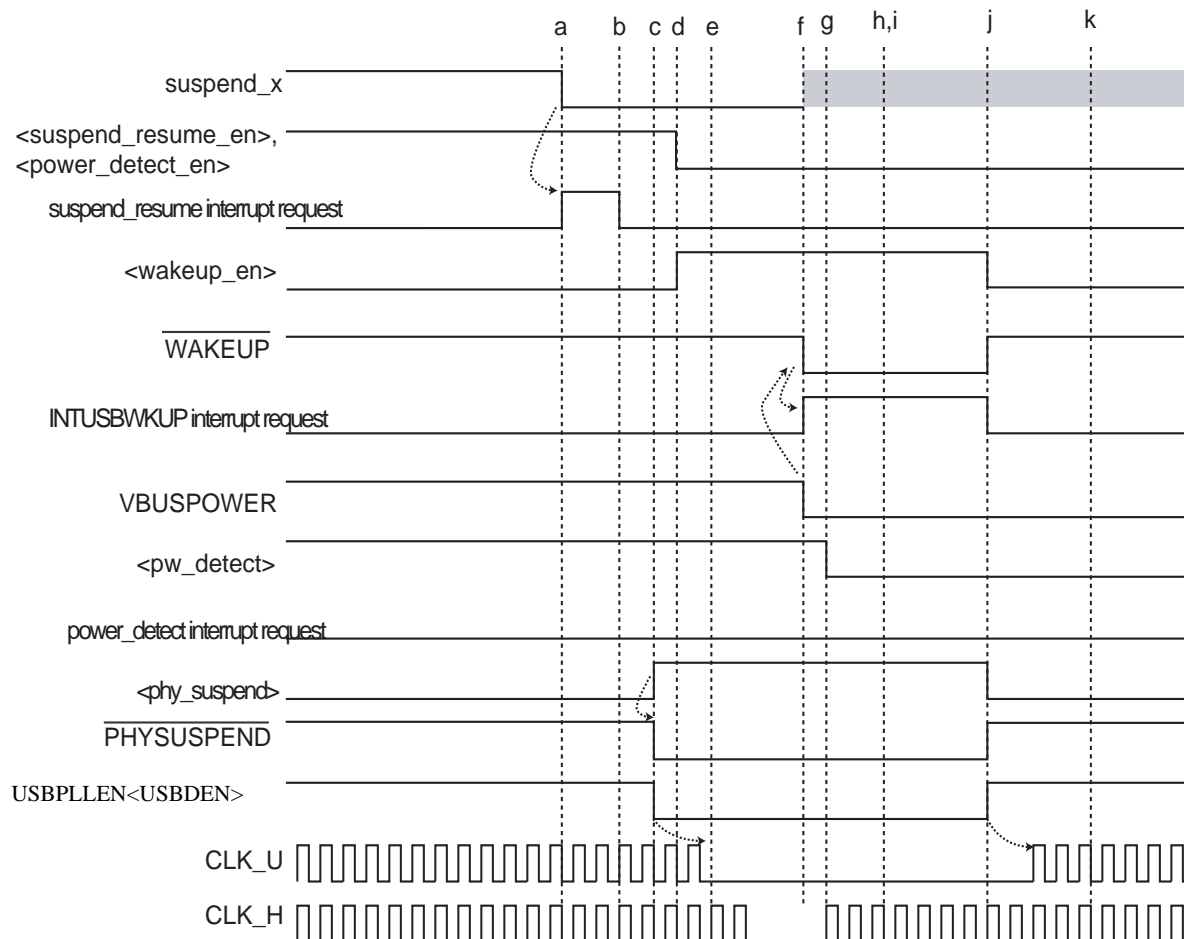 a b c d e f g h,i j k
suspend_x
<suspend_resume_en>,
<power_detect_en>
suspend_resume interrupt request
<wakeup_en>
WAKEUP
INTUSBWKUP interrupt request
VBUSPOWER
<pw_detect>
power_detect interrupt request
<phy_suspend>
PHYSUSPEND
USBPLLEN<USBDEN>
CLK_U
CLK_H